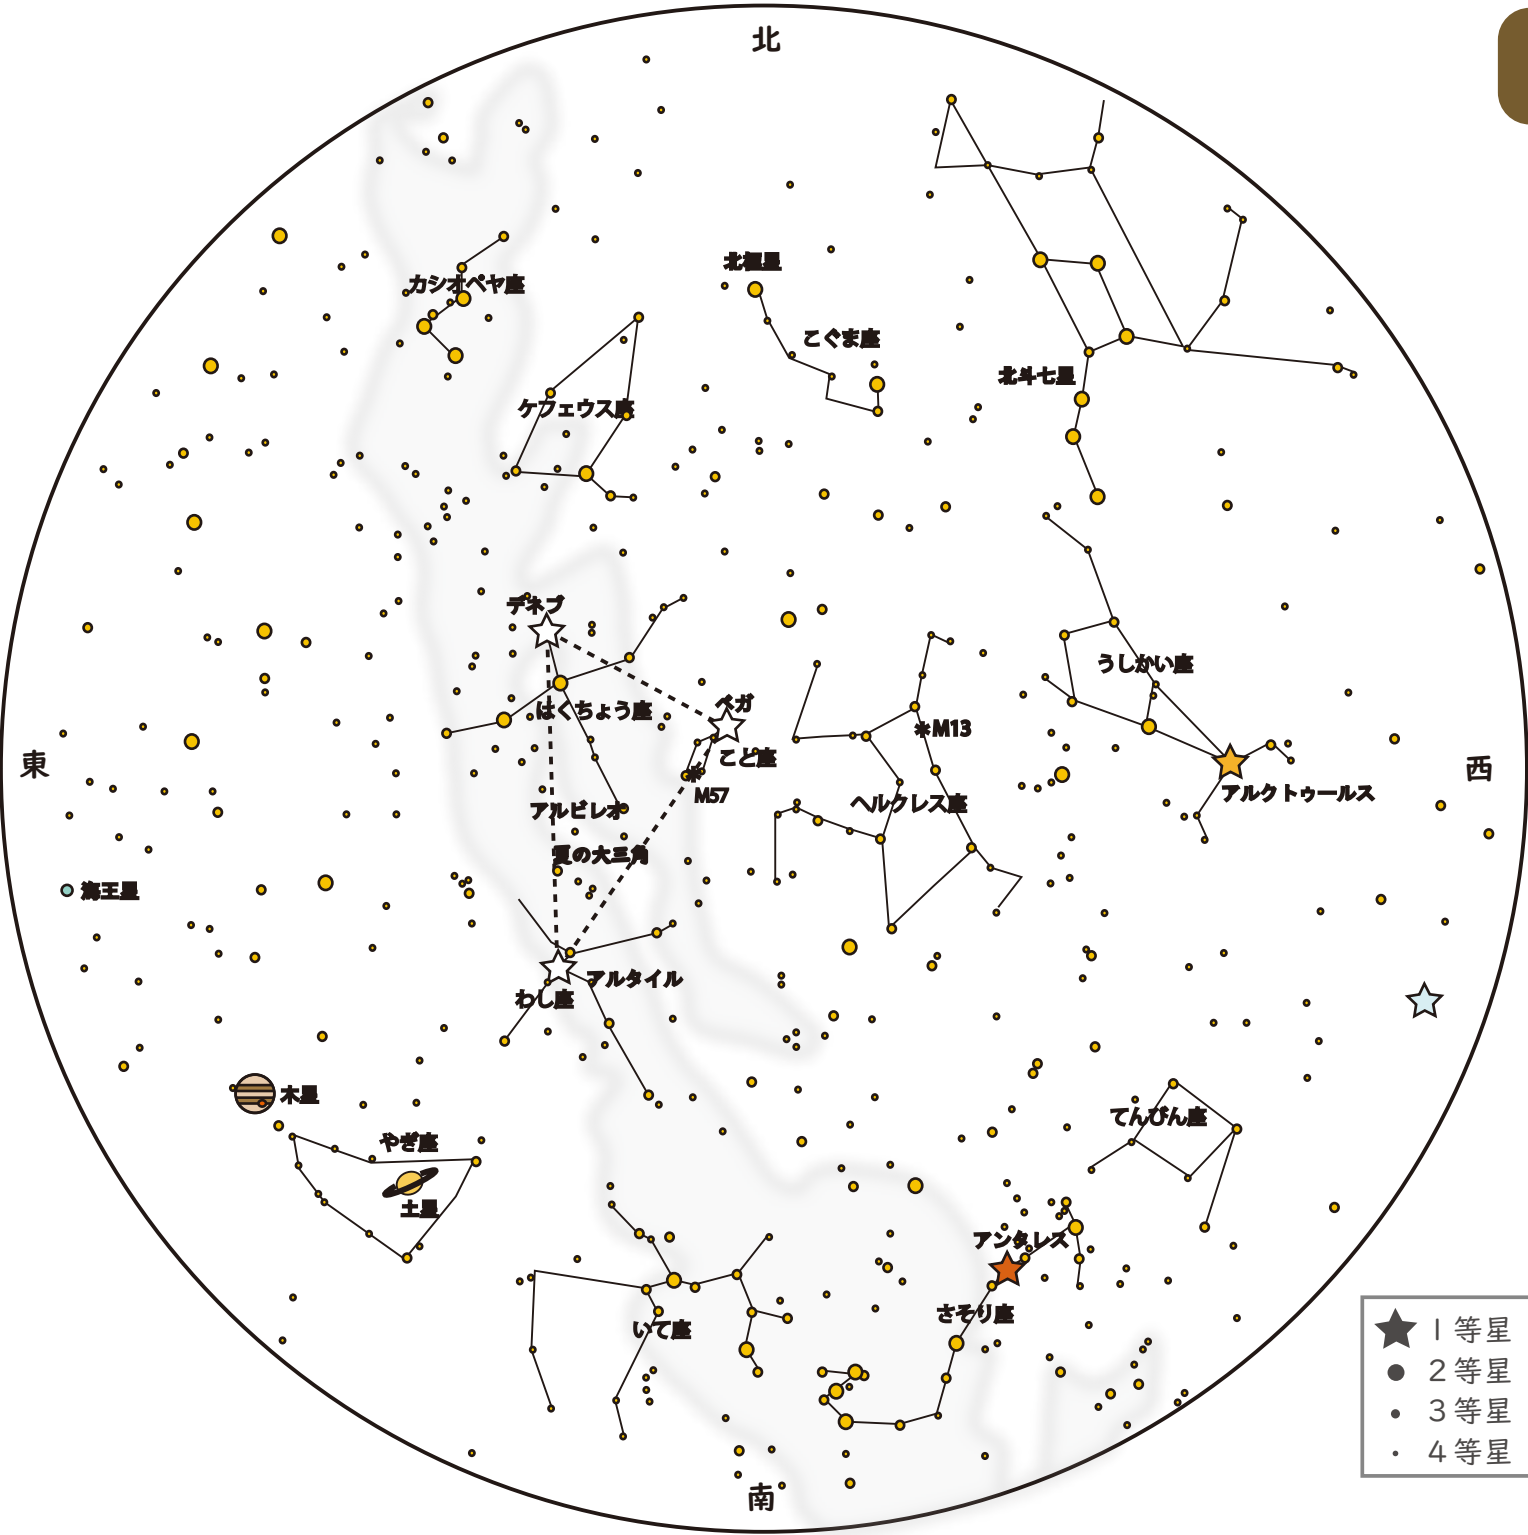 北
カシオペヤ座
北極星
こぐま座
北斗七星
ケフェウス座
デネブ
うしかい座
はくちょう座
ベガ
M13
こと座
東
西
M57
アルクトゥールス
アルビレオ
ヘルクレス座
夏の大三角
海王星
アルタイル
わし座
木星
てんびん座
やぎ座
土星
アンタレス
さそり座
いて座
南
1等星
2等星
3等星
4等星